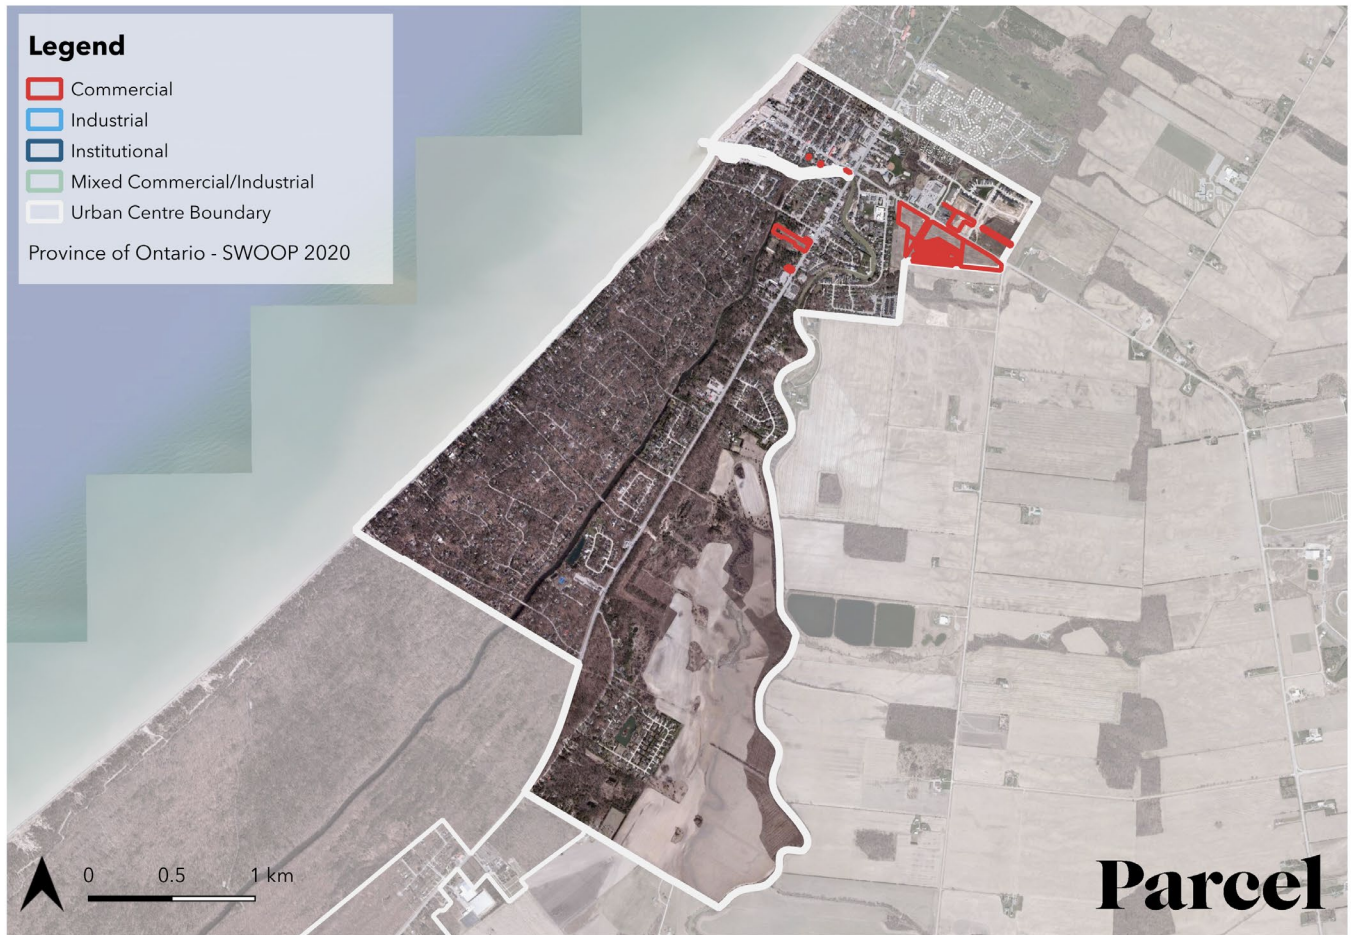 Legend
Commercial
Industrial
Institutional
Mixed Commercial/Industrial
Urban Centre Boundary
Province of Ontario - SWOOP 2020
0 0.5 1 km
Parcel